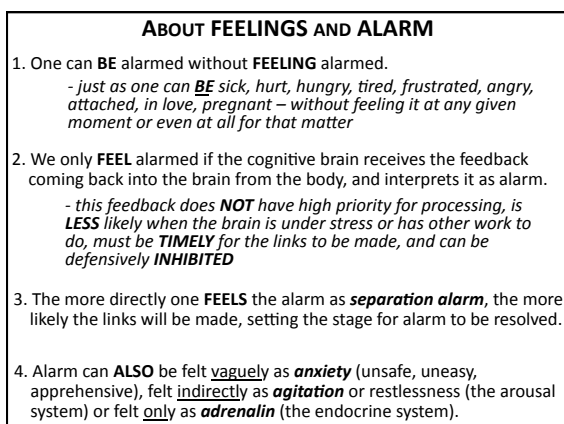 ABOUT FEELINGS AND ALARM
1. One can BE alarmed without FEELING alarmed.
- just as one can BE sick, hurt, hungry, tired, frustrated, angry,
attached, in love, pregnant – without feeling it at any given
moment or even at all for that matter
2. We only FEEL alarmed if the cognitive brain receives the feedback
coming back into the brain from the body, and interprets it as alarm.
- this feedback does NOT have high priority for processing, is
LESS likely when the brain is under stress or has other work to
do, must be TIMELY for the links to be made, and can be
defensively INHIBITED
3. The more directly one FEELS the alarm as separation alarm, the more
likely the links will be made, setting the stage for alarm to be resolved.
4. Alarm can ALSO be felt vaguely as anxiety (unsafe, uneasy,
apprehensive), felt indirectly as agitation or restlessness (the arousal
system) or felt only as adrenalin (the endocrine system).